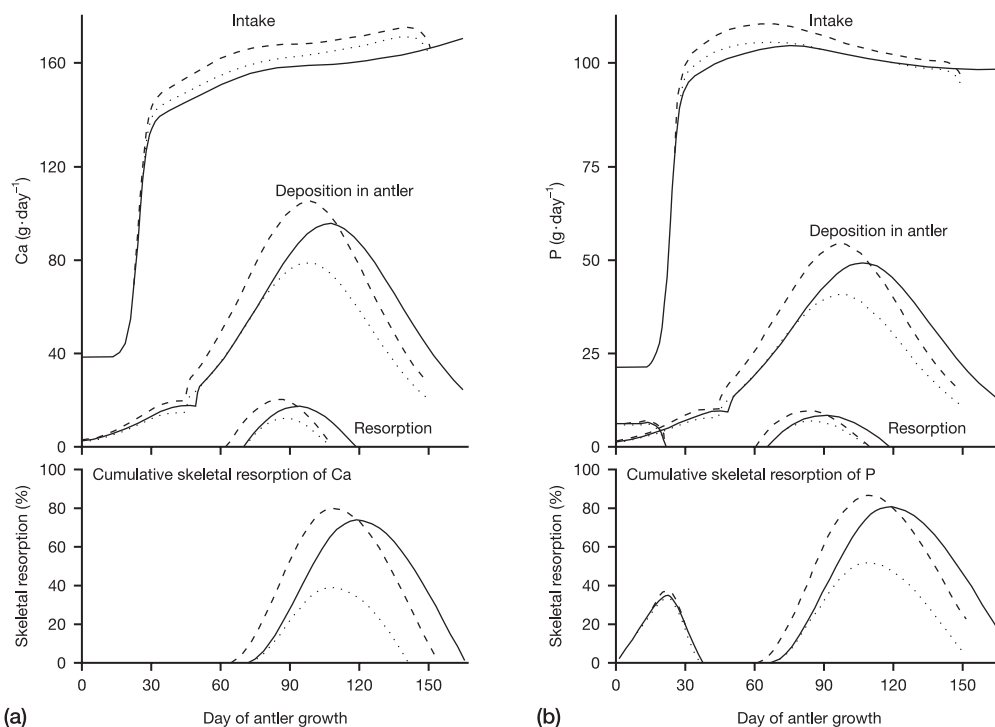 Intake
160
120
80
40
0
Ca (g·day⁻¹)
Deposition in antler
Resorption
Cumulative skeletal resorption of Ca
100
80
60
40
20
0
Skeletal resorption (%)
0 30 60 90 120 150
(a) Day of antler growth
Intake
100
75
50
25
0
P (g·day⁻¹)
Deposition in antler
Resorption
Cumulative skeletal resorption of P
100
80
60
40
20
0
Skeletal resorption (%)
0 30 60 90 120 150
(b) Day of antler growth